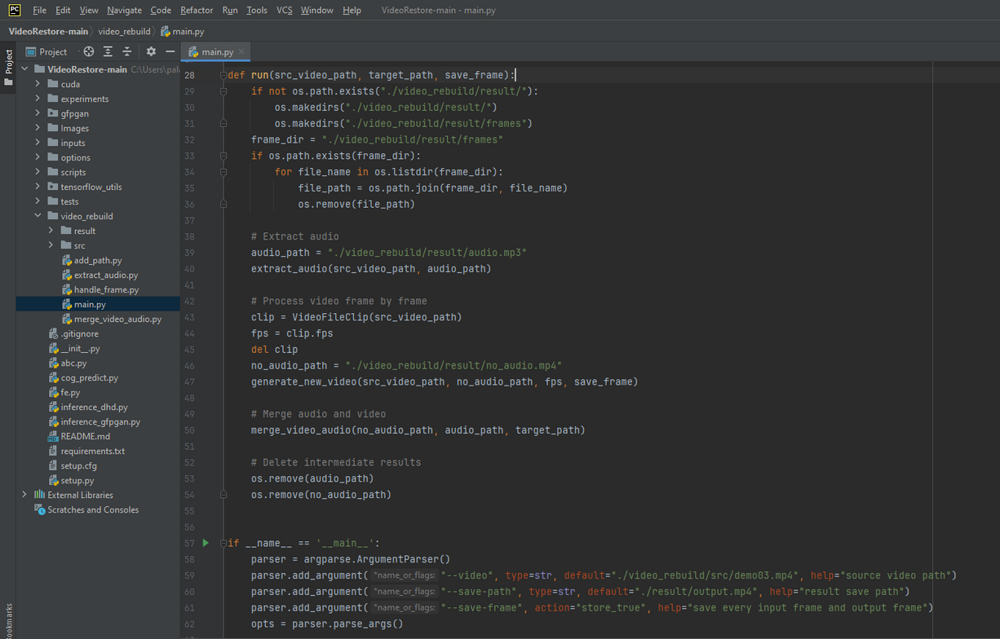 PC File Edit View Navigate Code Refactor Run Tools VCS Window Help VideoRestore-main - main.py
VideoRestore-main video_rebuild main.py
Project
Project
main.py
VideoRestore-main C:\Users\pal
cuda
experiments
gfpgan
Images
inputs
options
scripts
tensorflow_utils
tests
video_rebuild
result
src
add_path.py
extract_audio.py
handle_frame.py
main.py
merge_video_audio.py
.gitignore
__init__.py
abc.py
cog_predict.py
fe.py
inference_dhd.py
inference_gfpgan.py
README.md
requirements.txt
setup.cfg
setup.py
External Libraries
Scratches and Consoles
ookmarks
28 def run(src_video_path, target_path, save_frame):
29 if not os.path.exists("./video_rebuild/result/"):
30 os.makedirs("./video_rebuild/result/")
31 os.makedirs("./video_rebuild/result/frames")
32 frame_dir = "./video_rebuild/result/frames"
33 if os.path.exists(frame_dir):
34 for file_name in os.listdir(frame_dir):
35 file_path = os.path.join(frame_dir, file_name)
36 os.remove(file_path)
37
38 # Extract audio
39 audio_path = "./video_rebuild/result/audio.mp3"
40 extract_audio(src_video_path, audio_path)
41
42 # Process video frame by frame
43 clip = VideoFileClip(src_video_path)
44 fps = clip.fps
45 del clip
46 no_audio_path = "./video_rebuild/result/no_audio.mp4"
47 generate_new_video(src_video_path, no_audio_path, fps, save_frame)
48
49 # Merge audio and video
50 merge_video_audio(no_audio_path, audio_path, target_path)
51
52 # Delete intermediate results
53 os.remove(audio_path)
54 os.remove(no_audio_path)
55
56
57 if __name__ == '__main__':
58 parser = argparse.ArgumentParser()
59 parser.add_argument( *name_or_flags: "--video", type=str, default="./video_rebuild/src/demo03.mp4", help="source video path")
60 parser.add_argument( *name_or_flags: "--save-path", type=str, default="./result/output.mp4", help="result save path")
61 parser.add_argument( *name_or_flags: "--save-frame", action="store_true", help="save every input frame and output frame")
62 opts = parser.parse_args()